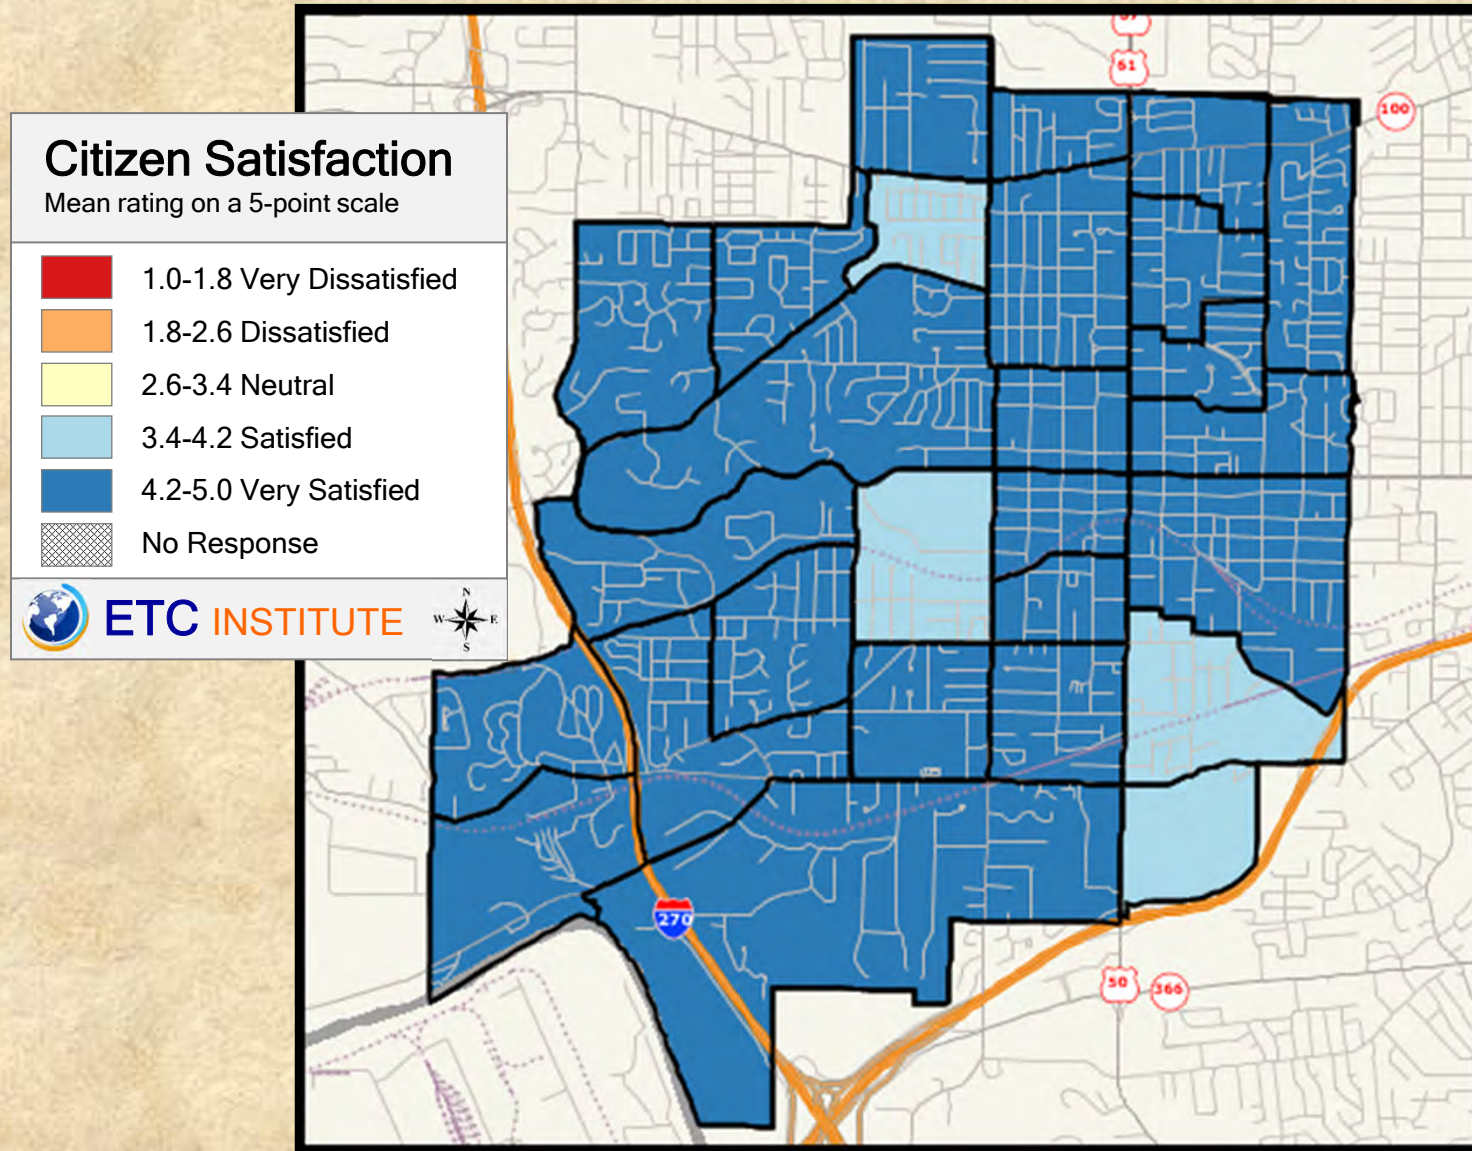 61
100
Citizen Satisfaction
Mean rating on a 5-point scale
1.0-1.8 Very Dissatisfied
1.8-2.6 Dissatisfied
2.6-3.4 Neutral
3.4-4.2 Satisfied
4.2-5.0 Very Satisfied
No Response
ETC INSTITUTE
N
W E
S
270
50
366